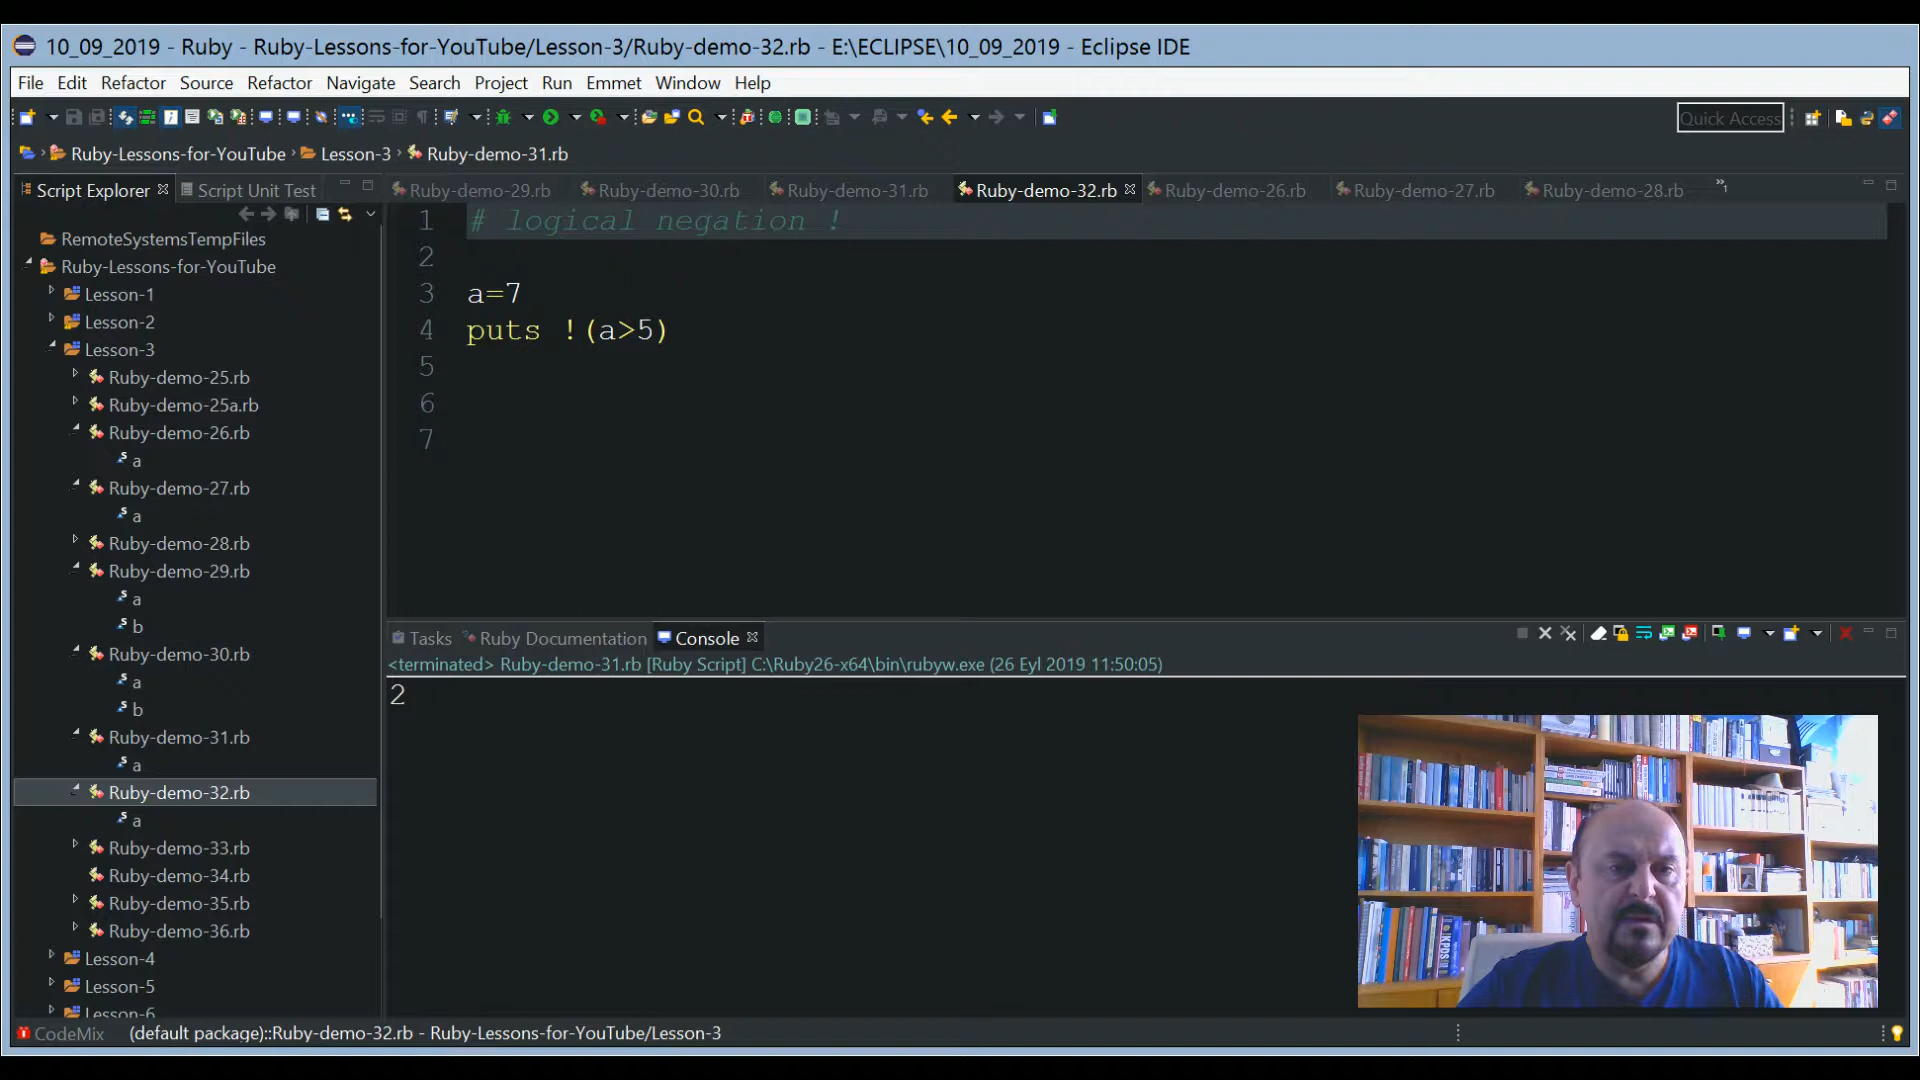 10_09_2019 - Ruby - Ruby-Lessons-for-YouTube/Lesson-3/Ruby-demo-32.rb - E:\ECLIPSE\10_09_2019 - Eclipse IDE
File Edit Refactor Source Refactor Navigate Search Project Run Emmet Window Help
Quick Access
Ruby-Lessons-for-YouTube Lesson-3 Ruby-demo-31.rb
Script Explorer Script Unit Test
Ruby-demo-29.rb Ruby-demo-30.rb Ruby-demo-31.rb Ruby-demo-32.rb Ruby-demo-26.rb Ruby-demo-27.rb Ruby-demo-28.rb »1
RemoteSystemsTempFiles
Ruby-Lessons-for-YouTube
Lesson-1
Lesson-2
Lesson-3
Ruby-demo-25.rb
Ruby-demo-25a.rb
Ruby-demo-26.rb
a
Ruby-demo-27.rb
a
Ruby-demo-28.rb
Ruby-demo-29.rb
a
b
Ruby-demo-30.rb
a
b
Ruby-demo-31.rb
a
Ruby-demo-32.rb
a
Ruby-demo-33.rb
Ruby-demo-34.rb
Ruby-demo-35.rb
Ruby-demo-36.rb
Lesson-4
Lesson-5
Lesson-6
1 # logical negation !
2
3 a=7
4 puts !(a>5)
5
6
7
Tasks Ruby Documentation Console
<terminated> Ruby-demo-31.rb [Ruby Script] C:\Ruby26-x64\bin\rubyw.exe (26 Eyl 2019 11:50:05)
2
KPDS
CodeMix (default package)::Ruby-demo-32.rb - Ruby-Lessons-for-YouTube/Lesson-3